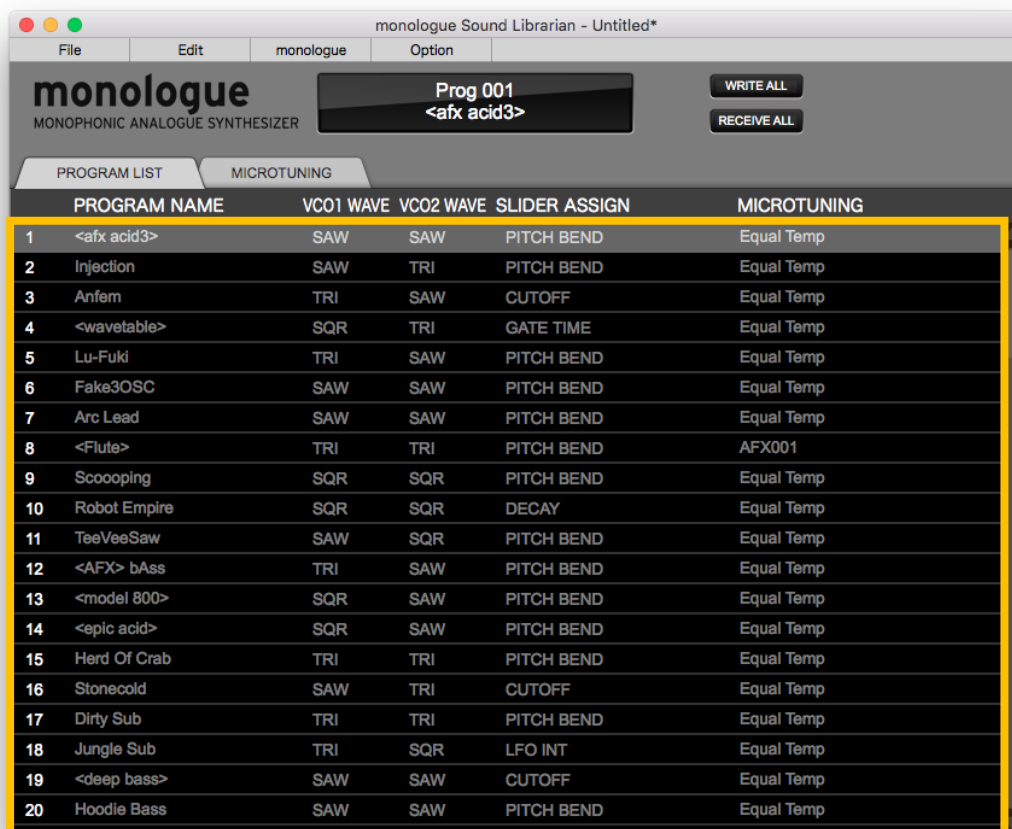 monologue Sound Librarian - Untitled*
File Edit monologue Option
monologue
MONOPHONIC ANALOGUE SYNTHESIZER
Prog 001
<afx acid3>
WRITE ALL
RECEIVE ALL
PROGRAM LIST MICROTUNING
PROGRAM NAME VCO1 WAVE VCO2 WAVE SLIDER ASSIGN MICROTUNING
1 <afx acid3> SAW SAW PITCH BEND Equal Temp
2 Injection SAW TRI PITCH BEND Equal Temp
3 Anfem TRI SAW CUTOFF Equal Temp
4 <wavetable> SQR TRI GATE TIME Equal Temp
5 Lu-Fuki TRI SAW PITCH BEND Equal Temp
6 Fake3OSC SAW SAW PITCH BEND Equal Temp
7 Arc Lead SAW SAW PITCH BEND Equal Temp
8 <Flute> TRI TRI PITCH BEND AFX001
9 Scoooping SQR SQR PITCH BEND Equal Temp
10 Robot Empire SQR SQR DECAY Equal Temp
11 TeeVeeSaw SAW SQR PITCH BEND Equal Temp
12 <AFX> bAss TRI SAW PITCH BEND Equal Temp
13 <model 800> SQR SAW PITCH BEND Equal Temp
14 <epic acid> SQR SAW PITCH BEND Equal Temp
15 Herd Of Crab TRI TRI PITCH BEND Equal Temp
16 Stonecold SAW TRI CUTOFF Equal Temp
17 Dirty Sub TRI TRI PITCH BEND Equal Temp
18 Jungle Sub TRI SQR LFO INT Equal Temp
19 <deep bass> SAW SAW CUTOFF Equal Temp
20 Hoodie Bass SAW SAW PITCH BEND Equal Temp